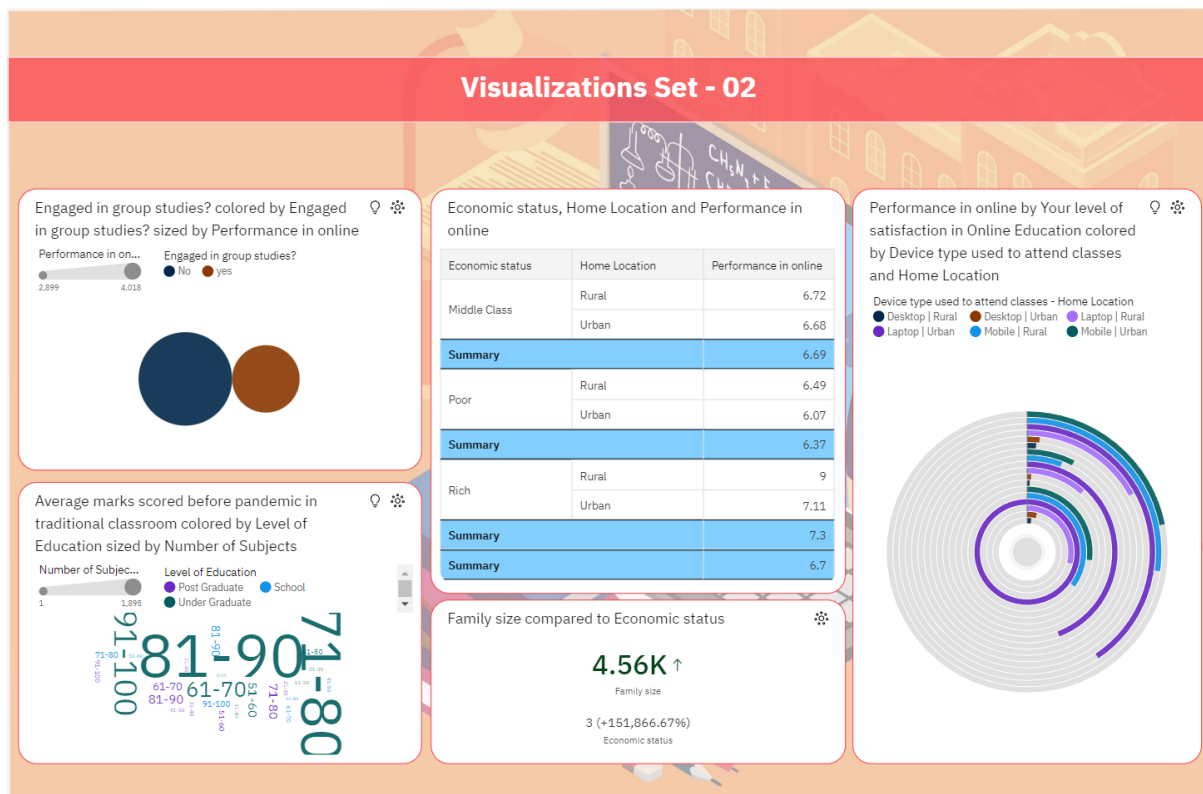 Visualizations Set - 02
Engaged in group studies? colored by Engaged
in group studies? sized by Performance in online
Performance in on...
2,899
4,018
Engaged in group studies?
No
yes
Average marks scored before pandemic in
traditional classroom colored by Level of
Education sized by Number of Subjects
Number of Subjec...
1
1,895
Level of Education
Post Graduate
School
Under Graduate
91-100
71-80
91-100
81-90
81-90
71-80
61-70
81-90
61-70
91-100
51-60
51-60
71-80
Economic status, Home Location and Performance in
online
Economic status Home Location Performance in online
Middle Class Rural 6.72
Urban 6.68
Summary 6.69
Poor Rural 6.49
Urban 6.07
Summary 6.37
Rich Rural 9
Urban 7.11
Summary 7.3
Summary 6.7
Family size compared to Economic status
4.56K ↑
Family size
3 (+151,866.67%)
Economic status
Performance in online by Your level of
satisfaction in Online Education colored
by Device type used to attend classes
and Home Location
Device type used to attend classes - Home Location
Desktop | Rural Desktop | Urban Laptop | Rural
Laptop | Urban Mobile | Rural Mobile | Urban